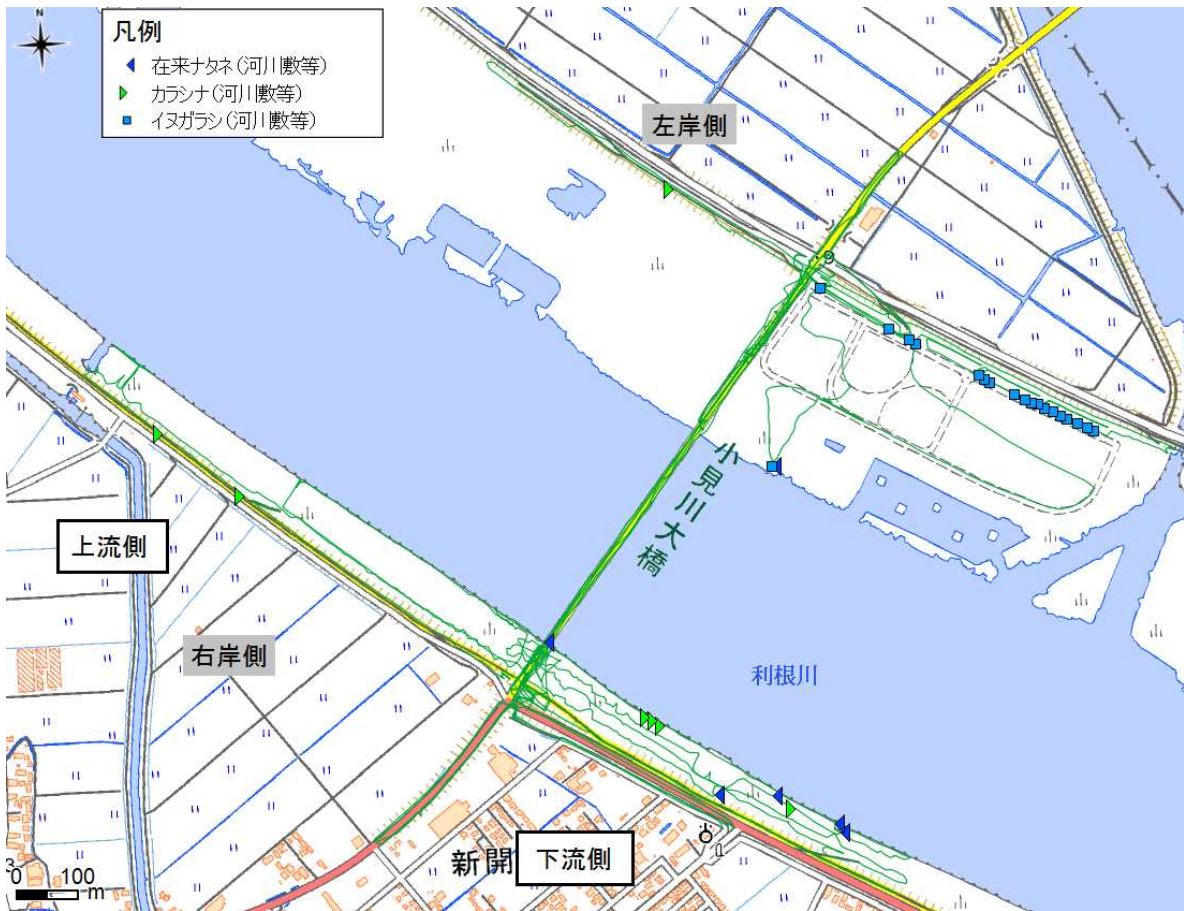 N
凡例
在来ナタネ(河川敷等)
カラシナ(河川敷等)
イヌガラシ(河川敷等)
左岸側
小見川大橋
上流側
右岸側
利根川
新開
下流側
0 100
m